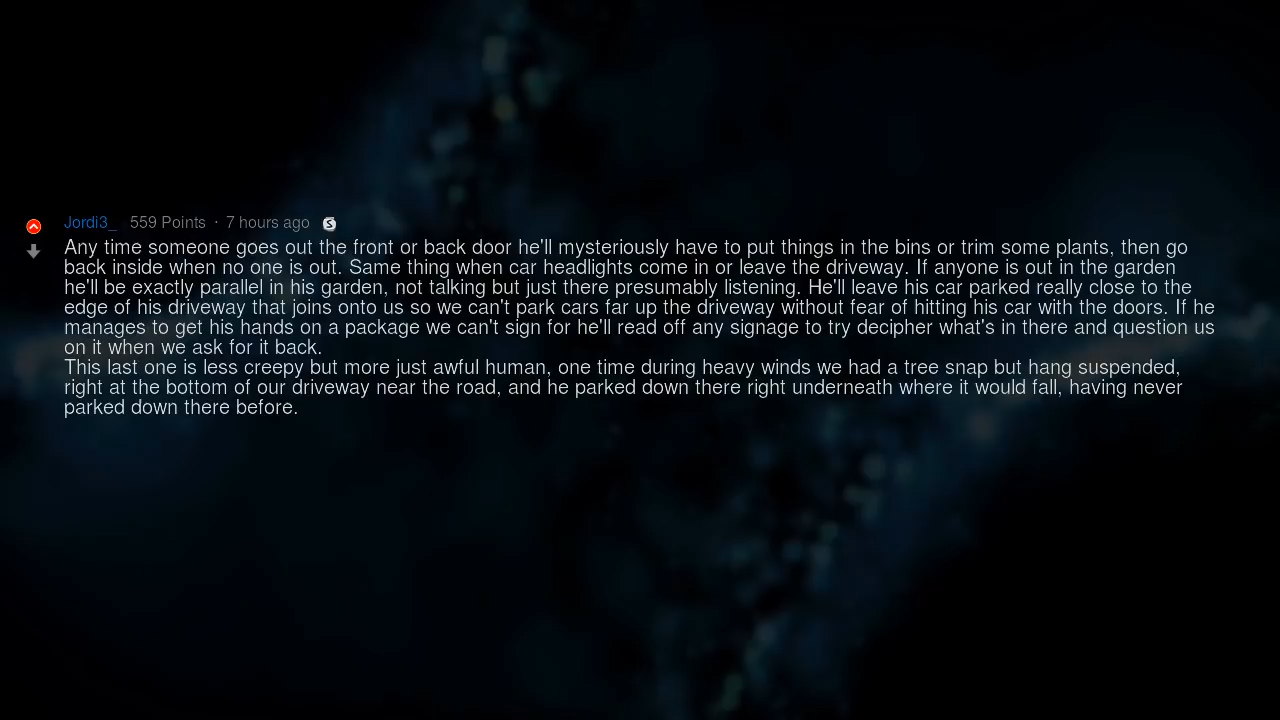 Jordi3_ 559 Points · 7 hours ago S
Any time someone goes out the front or back door he'll mysteriously have to put things in the bins or trim some plants, then go
back inside when no one is out. Same thing when car headlights come in or leave the driveway. If anyone is out in the garden
he'll be exactly parallel in his garden, not talking but just there presumably listening. He'll leave his car parked really close to the
edge of his driveway that joins onto us so we can't park cars far up the driveway without fear of hitting his car with the doors. If he
manages to get his hands on a package we can't sign for he'll read off any signage to try decipher what's in there and question us
on it when we ask for it back.
This last one is less creepy but more just awful human, one time during heavy winds we had a tree snap but hang suspended,
right at the bottom of our driveway near the road, and he parked down there right underneath where it would fall, having never
parked down there before.